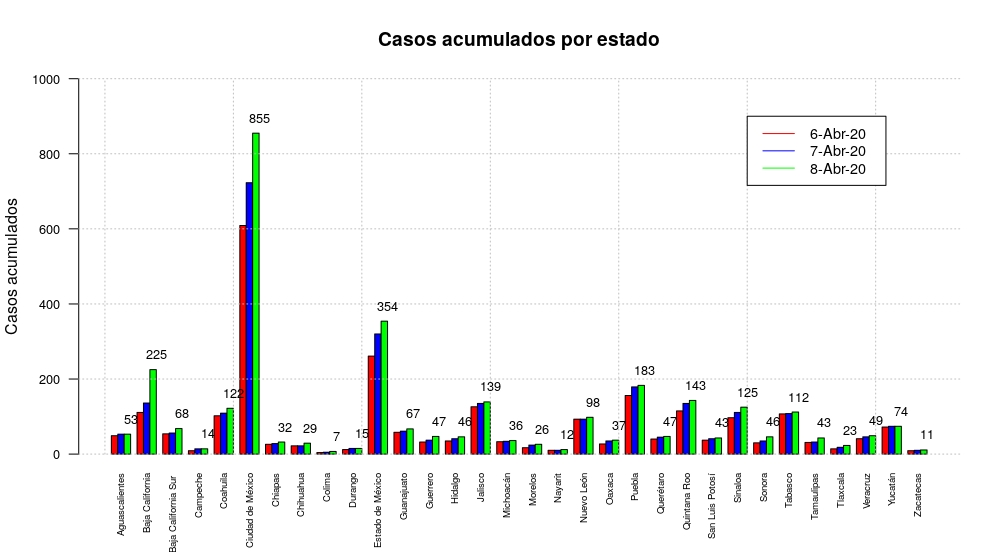 Casos acumulados por estado
Casos acumulados
1000
800
600
400
200
0
6-Abr-20
7-Abr-20
8-Abr-20
53
225
68
14
122
855
32
29
7
15
354
67
47
46
139
36
26
12
98
37
183
47
143
43
125
46
112
43
23
49
74
11
Aguascalientes
Baja California
Baja California Sur
Campeche
Coahuila
Ciudad de México
Chiapas
Chihuahua
Colima
Durango
Estado de México
Guanajuato
Guerrero
Hidalgo
Jalisco
Michoacán
Morelos
Nayarit
Nuevo León
Oaxaca
Puebla
Querétaro
Quintana Roo
San Luis Potosí
Sinaloa
Sonora
Tabasco
Tamaulipas
Tlaxcala
Veracruz
Yucatán
Zacatecas